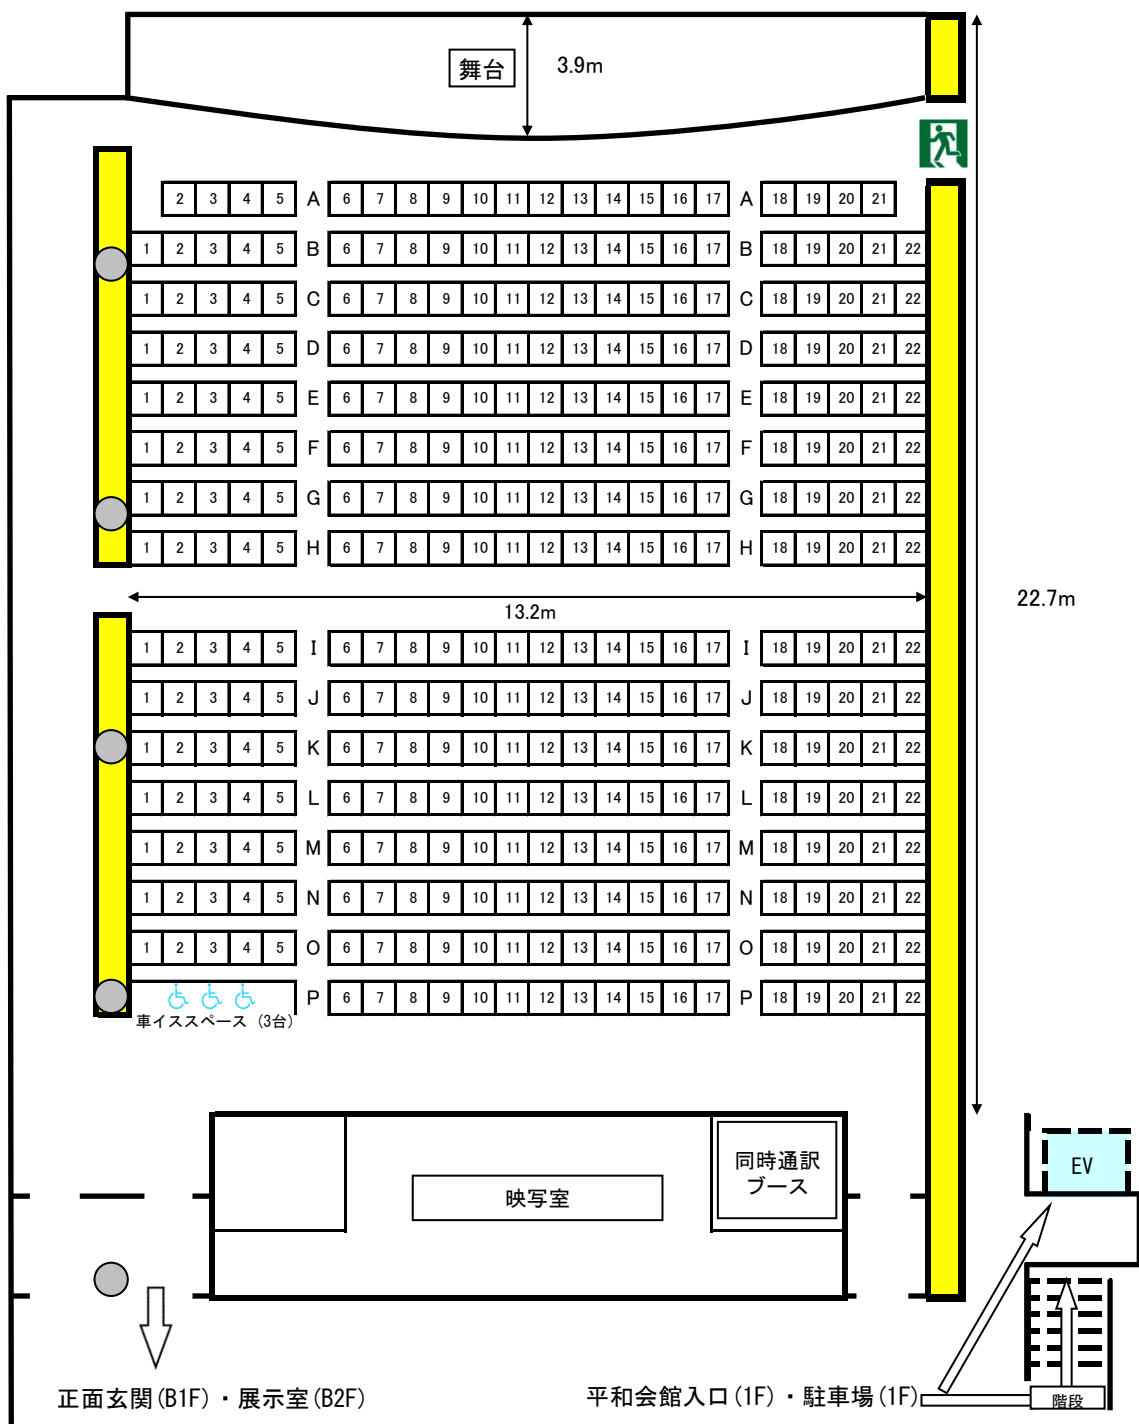 舞台 3.9m
2 3 4 5 A 6 7 8 9 10 11 12 13 14 15 16 17 A 18 19 20 21
1 2 3 4 5 B 6 7 8 9 10 11 12 13 14 15 16 17 B 18 19 20 21 22
1 2 3 4 5 C 6 7 8 9 10 11 12 13 14 15 16 17 C 18 19 20 21 22
1 2 3 4 5 D 6 7 8 9 10 11 12 13 14 15 16 17 D 18 19 20 21 22
1 2 3 4 5 E 6 7 8 9 10 11 12 13 14 15 16 17 E 18 19 20 21 22
1 2 3 4 5 F 6 7 8 9 10 11 12 13 14 15 16 17 F 18 19 20 21 22
1 2 3 4 5 G 6 7 8 9 10 11 12 13 14 15 16 17 G 18 19 20 21 22
1 2 3 4 5 H 6 7 8 9 10 11 12 13 14 15 16 17 H 18 19 20 21 22
13.2m 22.7m
1 2 3 4 5 I 6 7 8 9 10 11 12 13 14 15 16 17 I 18 19 20 21 22
1 2 3 4 5 J 6 7 8 9 10 11 12 13 14 15 16 17 J 18 19 20 21 22
1 2 3 4 5 K 6 7 8 9 10 11 12 13 14 15 16 17 K 18 19 20 21 22
1 2 3 4 5 L 6 7 8 9 10 11 12 13 14 15 16 17 L 18 19 20 21 22
1 2 3 4 5 M 6 7 8 9 10 11 12 13 14 15 16 17 M 18 19 20 21 22
1 2 3 4 5 N 6 7 8 9 10 11 12 13 14 15 16 17 N 18 19 20 21 22
1 2 3 4 5 O 6 7 8 9 10 11 12 13 14 15 16 17 O 18 19 20 21 22
P 6 7 8 9 10 11 12 13 14 15 16 17 P 18 19 20 21 22
車イススペース(3台)
同時通訳
ブース
EV
映写室
正面玄関(B1F)・展示室(B2F)
平和会館入口(1F)・駐車場(1F)
階段